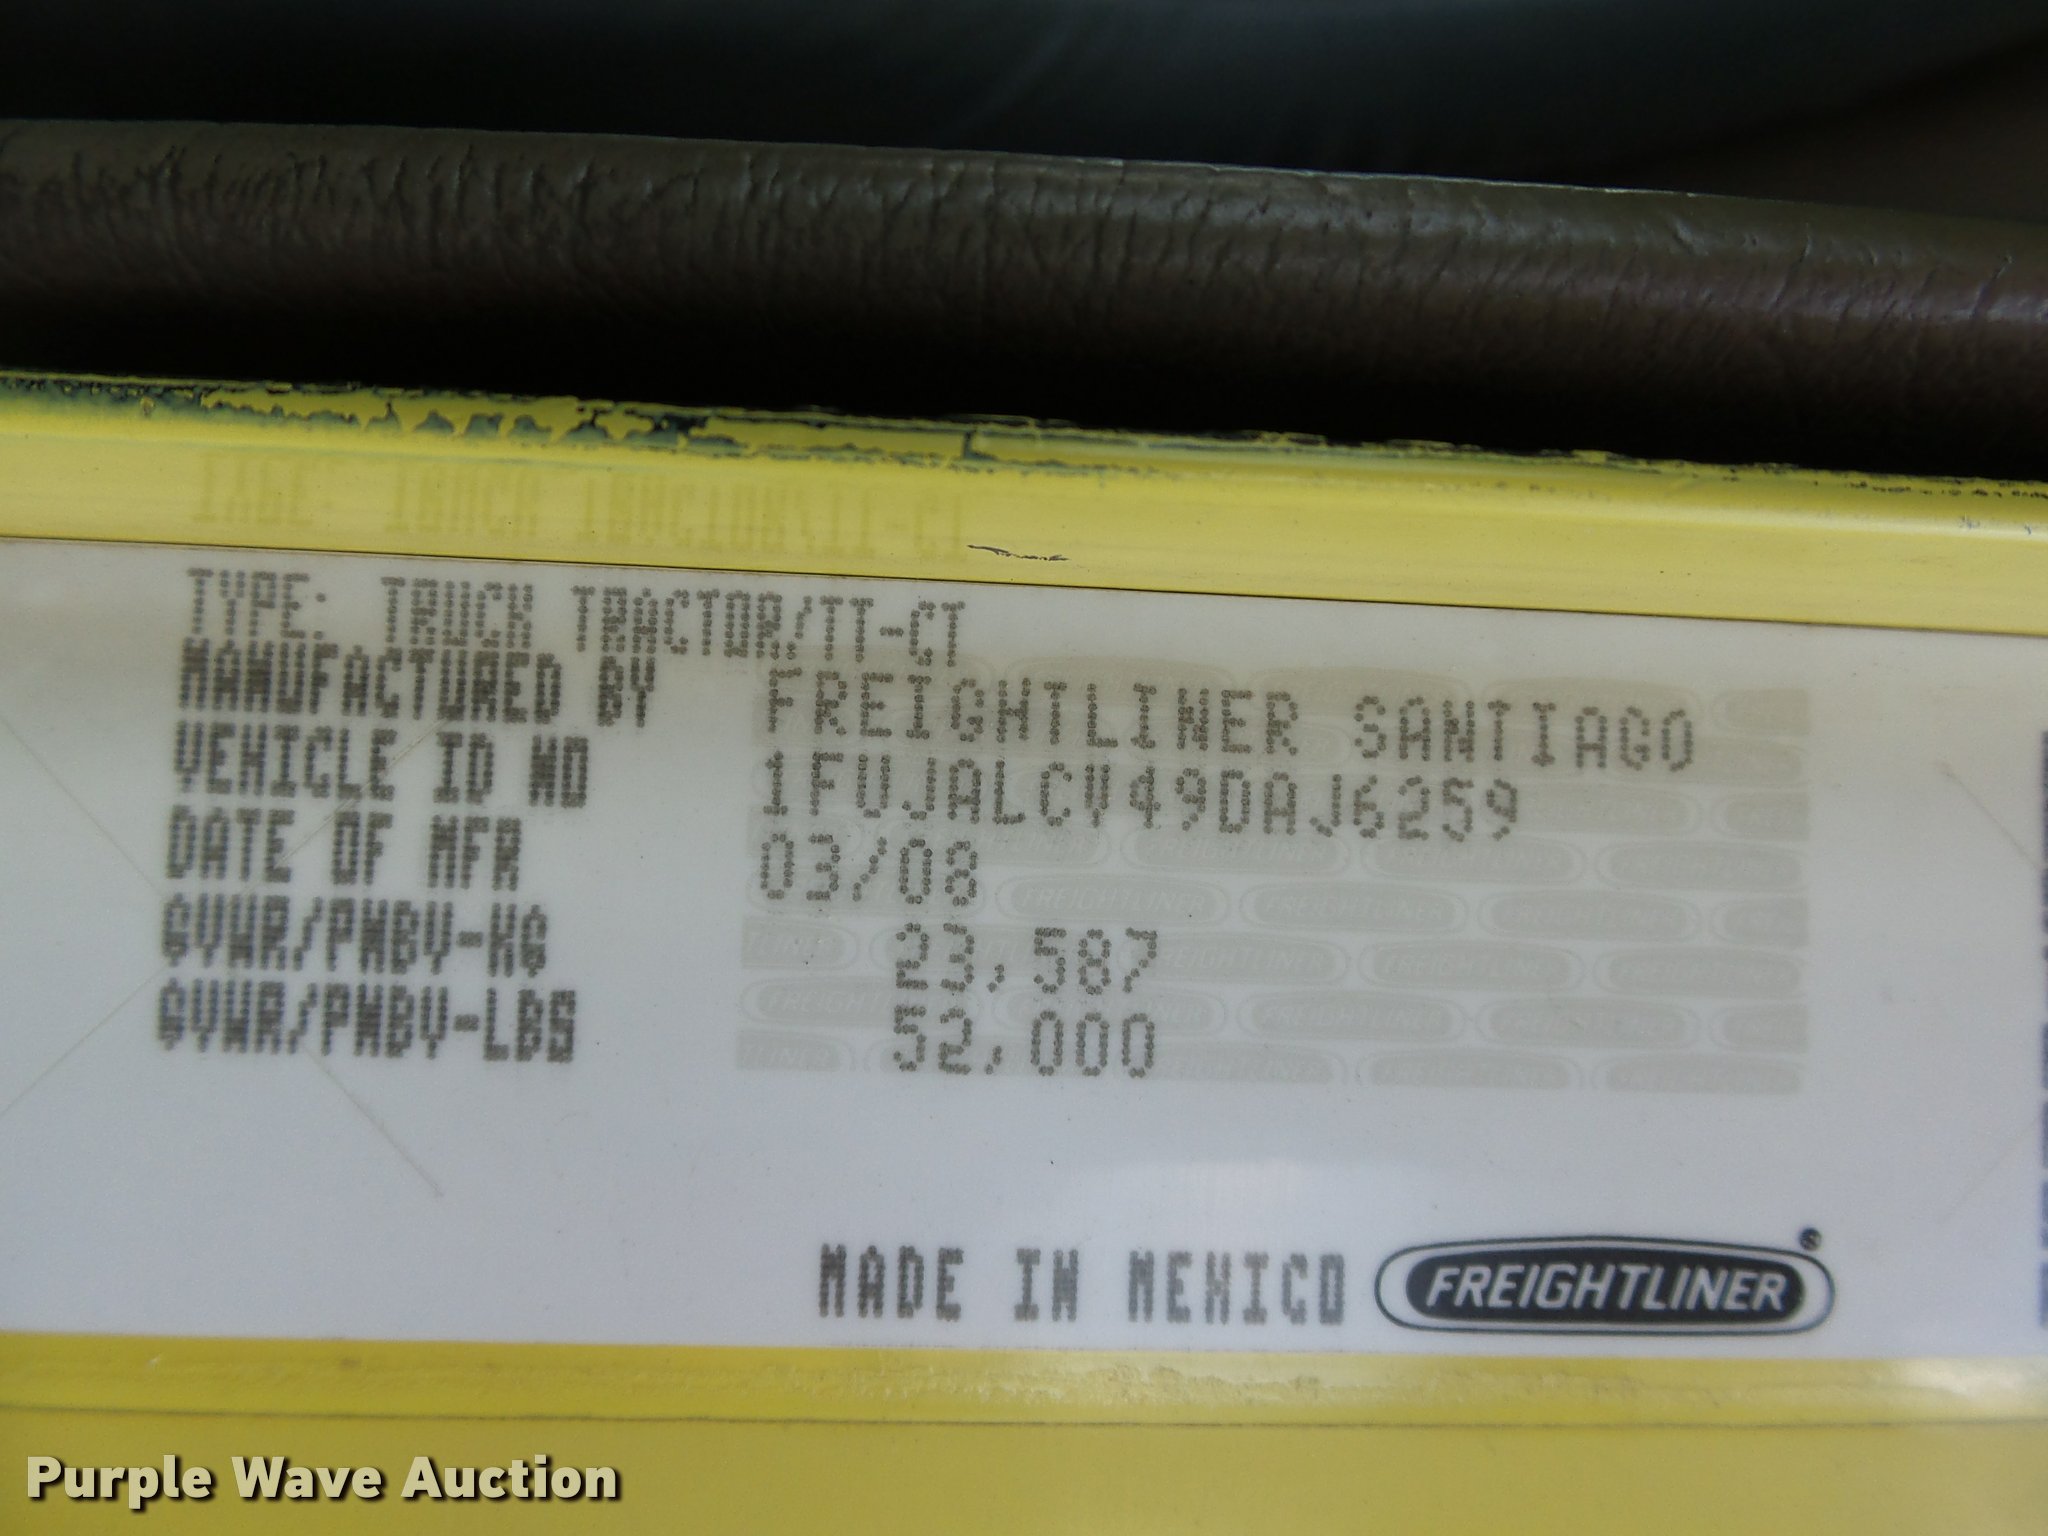 TYPE: TRUCK TRACTOR/TT-CT
MANUFACTURED BY FREIGHTLINER SANTIAGO
VEHICLE ID NO 1FUJALCV49DAJ6259
DATE OF MFR 03/08
GVWR/PNBV-KG 23,587
GVWR/PNBV-LBS 52,000
MADE IN MEXICO FREIGHTLINER
Purple Wave Auction